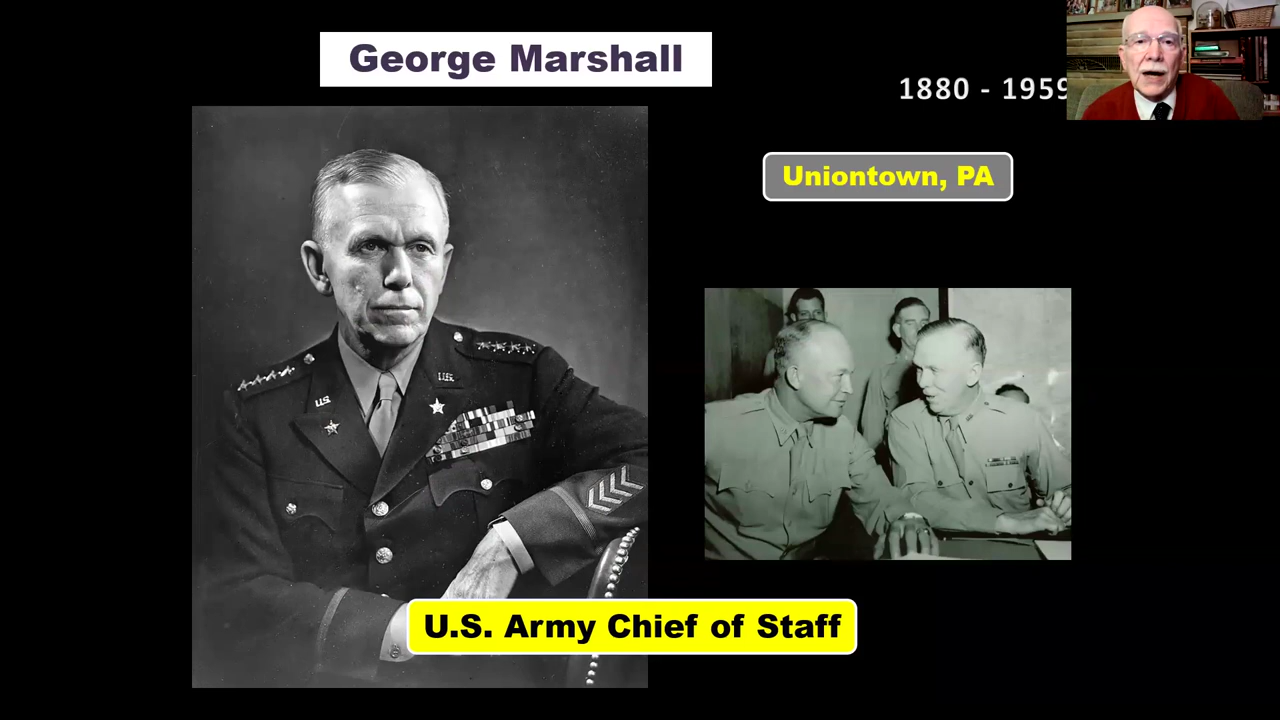 George Marshall
1880 - 1959
Uniontown, PA
U.S.
U.S.
U.S. Army Chief of Staff